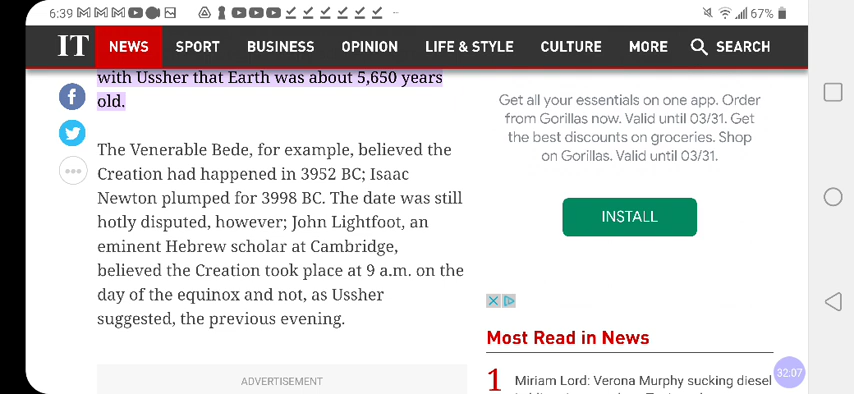 6:39 67%
IT NEWS SPORT BUSINESS OPINION LIFE & STYLE CULTURE MORE SEARCH
with Ussher that Earth was about 5,650 years
old.
The Venerable Bede, for example, believed the
Creation had happened in 3952 BC; Isaac
Newton plumped for 3998 BC. The date was still
hotly disputed, however; John Lightfoot, an
eminent Hebrew scholar at Cambridge,
believed the Creation took place at 9 a.m. on the
day of the equinox and not, as Ussher
suggested, the previous evening.
ADVERTISEMENT
Get all your essentials on one app. Order
from Gorillas now. Valid until 03/31. Get
the best discounts on groceries. Shop
on Gorillas. Valid until 03/31.
INSTALL
Most Read in News
1 Miriam Lord: Verona Murphy sucking diesel
32:07